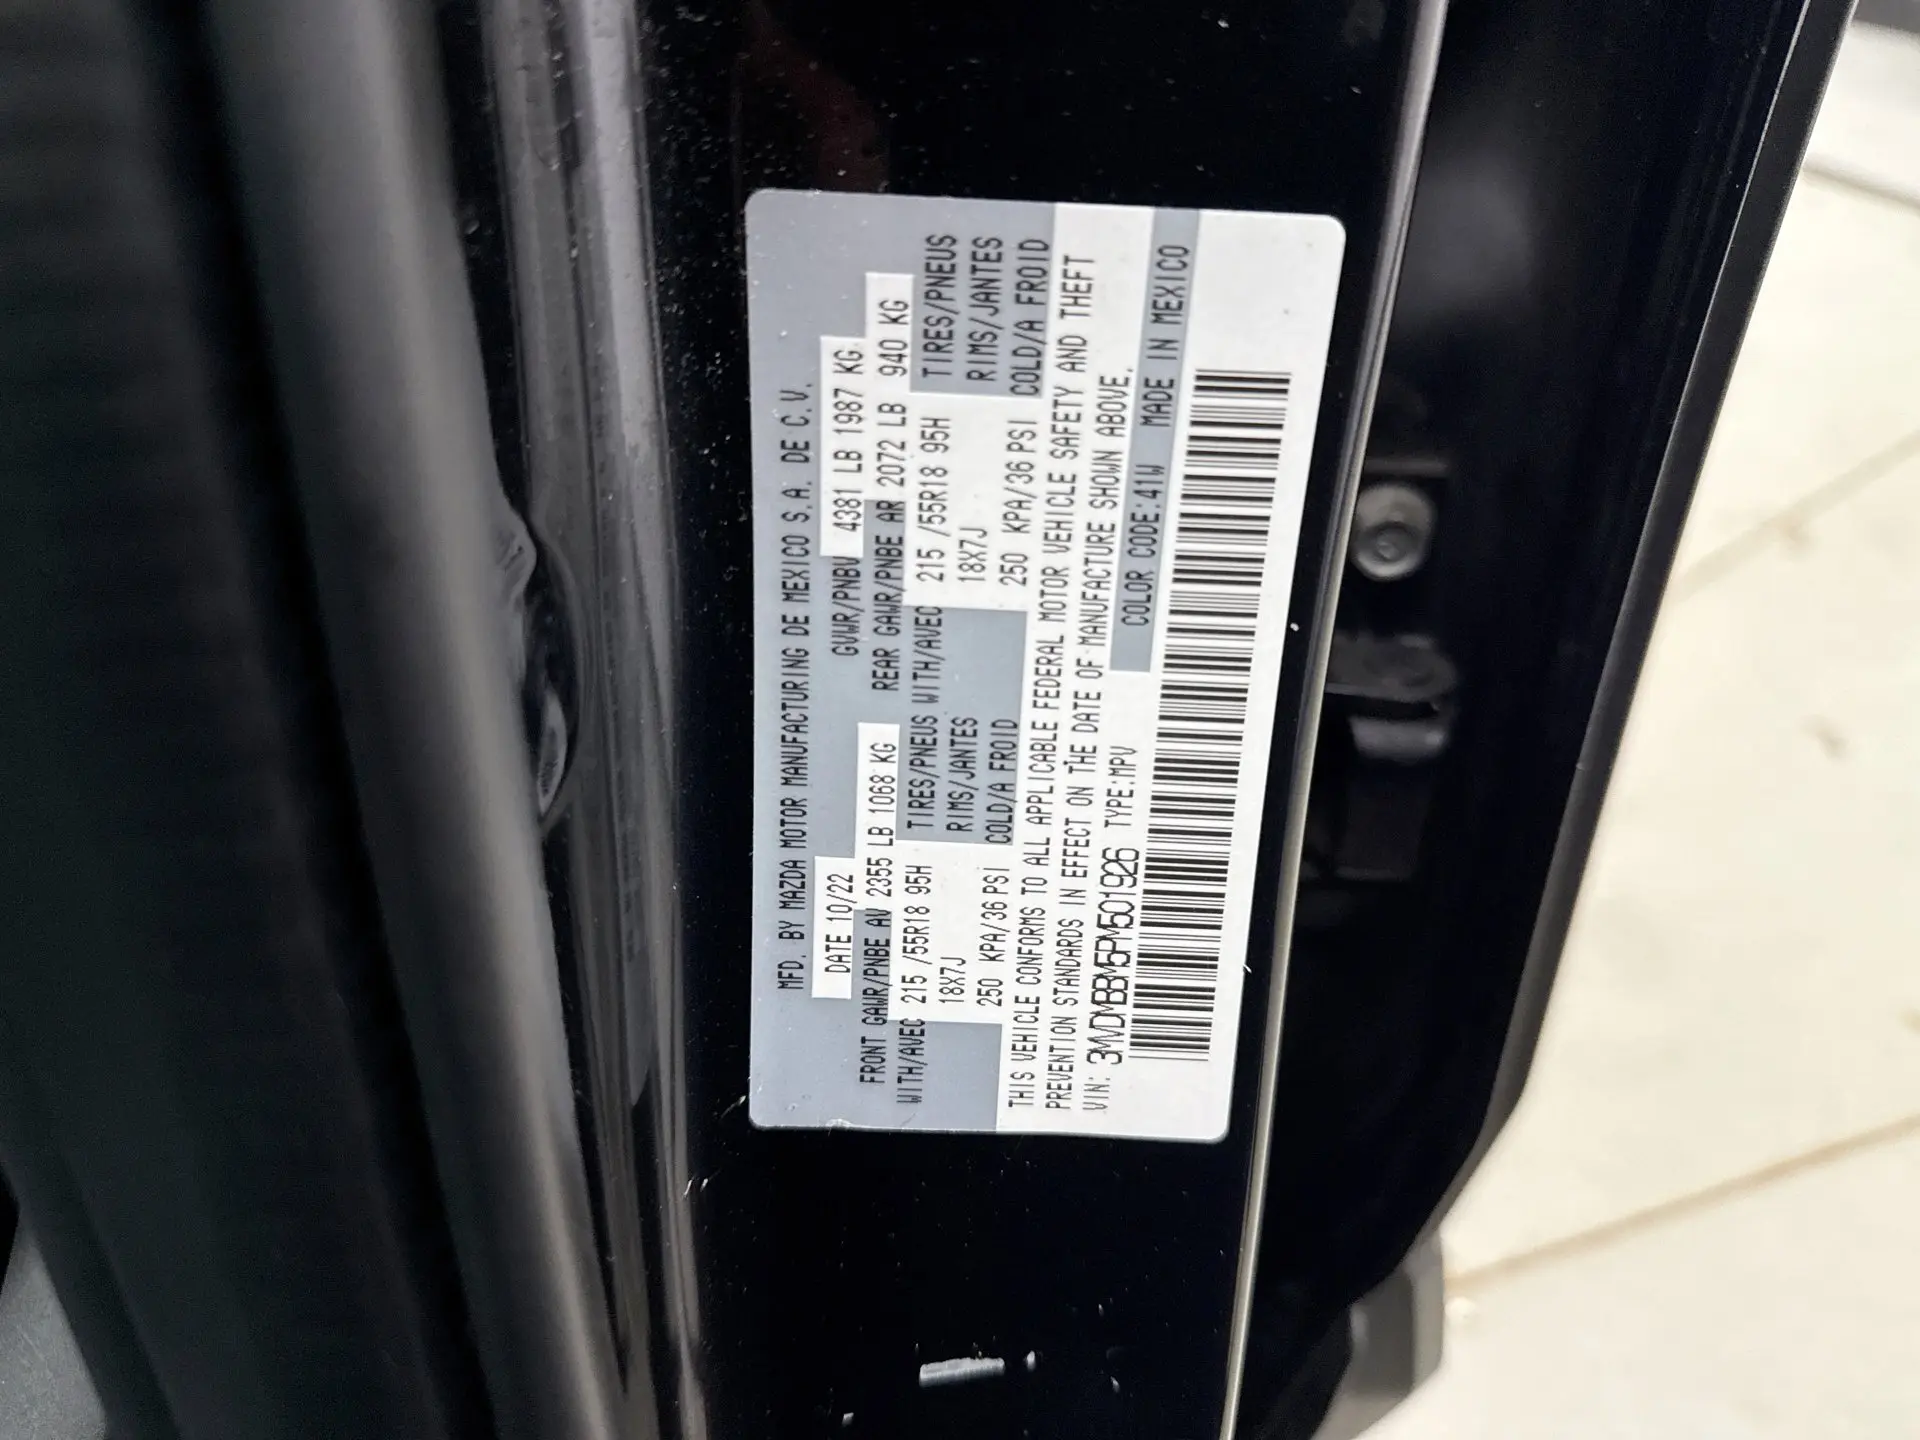 MFD. BY MAZDA MOTOR MANUFACTURING DE MEXICO S.A. DE C.V.
DATE 10/22 GVWR/PNBV 4381 LB 1987 KG
FRONT GAWR/PNBE AV 2355 LB 1068 KG REAR GAWR/PNBE AR 2072 LB 940 KG
WITH/AVEC 215 /55R18 95H TIRES/PNEUS WITH/AVEC 215 /55R18 95H TIRES/PNEUS
18X7J RIMS/JANTES 18X7J RIMS/JANTES
250 KPA/36 PSI COLD/A FROID 250 KPA/36 PSI COLD/A FROID
THIS VEHICLE CONFORMS TO ALL APPLICABLE FEDERAL MOTOR VEHICLE SAFETY AND THEFT
PREVENTION STANDARDS IN EFFECT ON THE DATE OF MANUFACTURE SHOWN ABOVE.
VIN: 3MVDMBBM5PM501926 TYPE:MPV COLOR CODE:41W MADE IN MEXICO